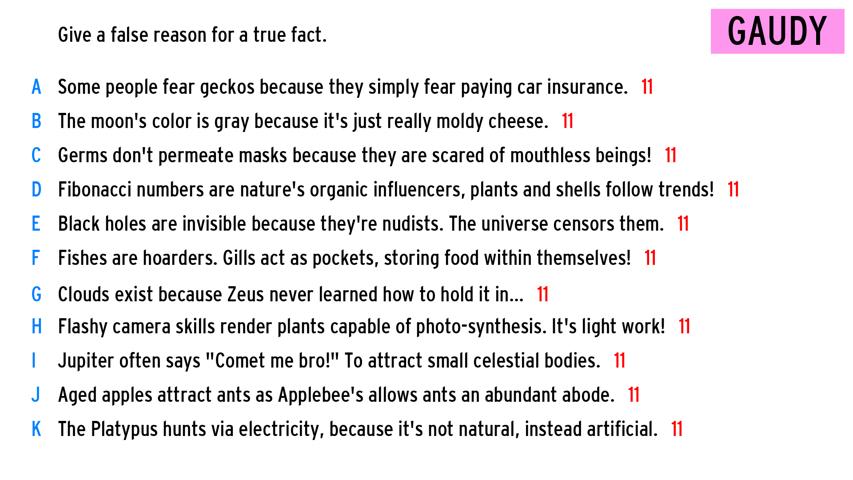 Give a false reason for a true fact.
GAUDY
A Some people fear geckos because they simply fear paying car insurance. 11
B The moon's color is gray because it's just really moldy cheese. 11
C Germs don't permeate masks because they are scared of mouthless beings! 11
D Fibonacci numbers are nature's organic influencers, plants and shells follow trends! 11
E Black holes are invisible because they're nudists. The universe censors them. 11
F Fishes are hoarders. Gills act as pockets, storing food within themselves! 11
G Clouds exist because Zeus never learned how to hold it in... 11
H Flashy camera skills render plants capable of photo-synthesis. It's light work! 11
I Jupiter often says "Comet me bro!" To attract small celestial bodies. 11
J Aged apples attract ants as Applebee's allows ants an abundant abode. 11
K The Platypus hunts via electricity, because it's not natural, instead artificial. 11